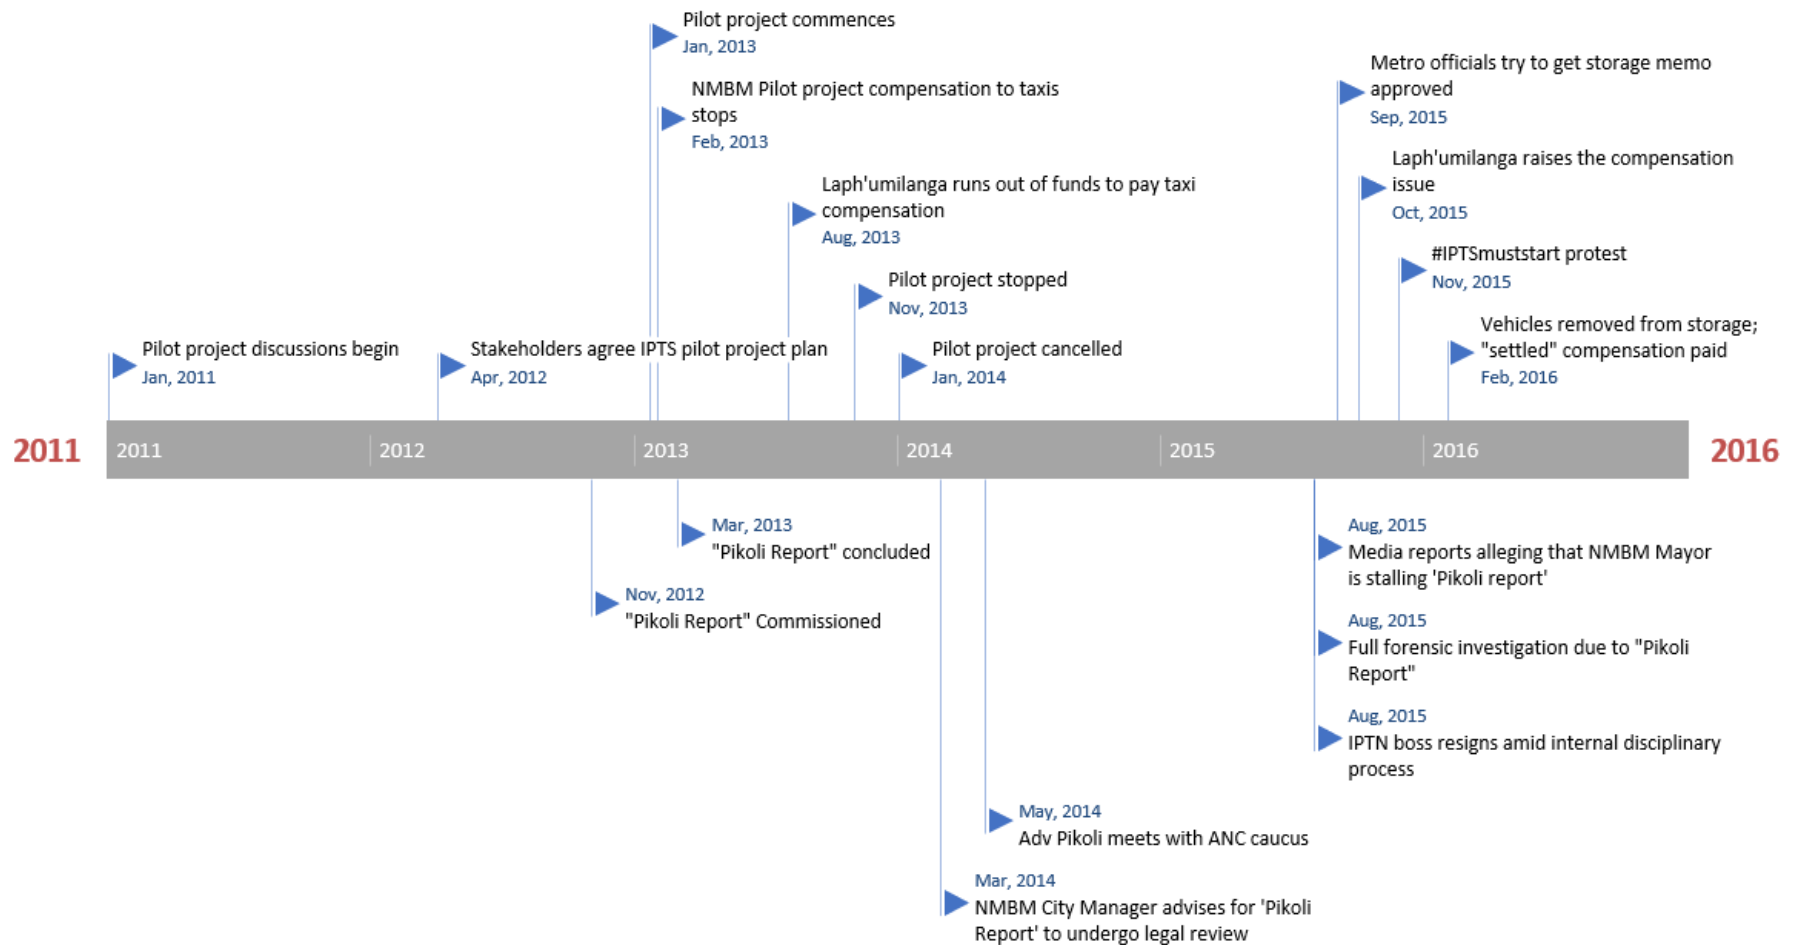 Pilot project commences
Jan, 2013
NMBM Pilot project compensation to taxis
stops
Feb, 2013
Laph'umilanga runs out of funds to pay taxi
compensation
Aug, 2013
Pilot project stopped
Nov, 2013
Pilot project discussions begin
Jan, 2011
Stakeholders agree IPTS pilot project plan
Apr, 2012
Pilot project cancelled
Jan, 2014
Metro officials try to get storage memo
approved
Sep, 2015
Laph'umilanga raises the compensation
issue
Oct, 2015
#IPTSmuststart protest
Nov, 2015
Vehicles removed from storage;
"settled" compensation paid
Feb, 2016
2011 2011 2012 2013 2014 2015 2016 2016
Mar, 2013
"Pikoli Report" concluded
Nov, 2012
"Pikoli Report" Commissioned
Aug, 2015
Media reports alleging that NMBM Mayor
is stalling 'Pikoli report'
Aug, 2015
Full forensic investigation due to "Pikoli
Report"
Aug, 2015
IPTN boss resigns amid internal disciplinary
process
May, 2014
Adv Pikoli meets with ANC caucus
Mar, 2014
NMBM City Manager advises for 'Pikoli
Report' to undergo legal review